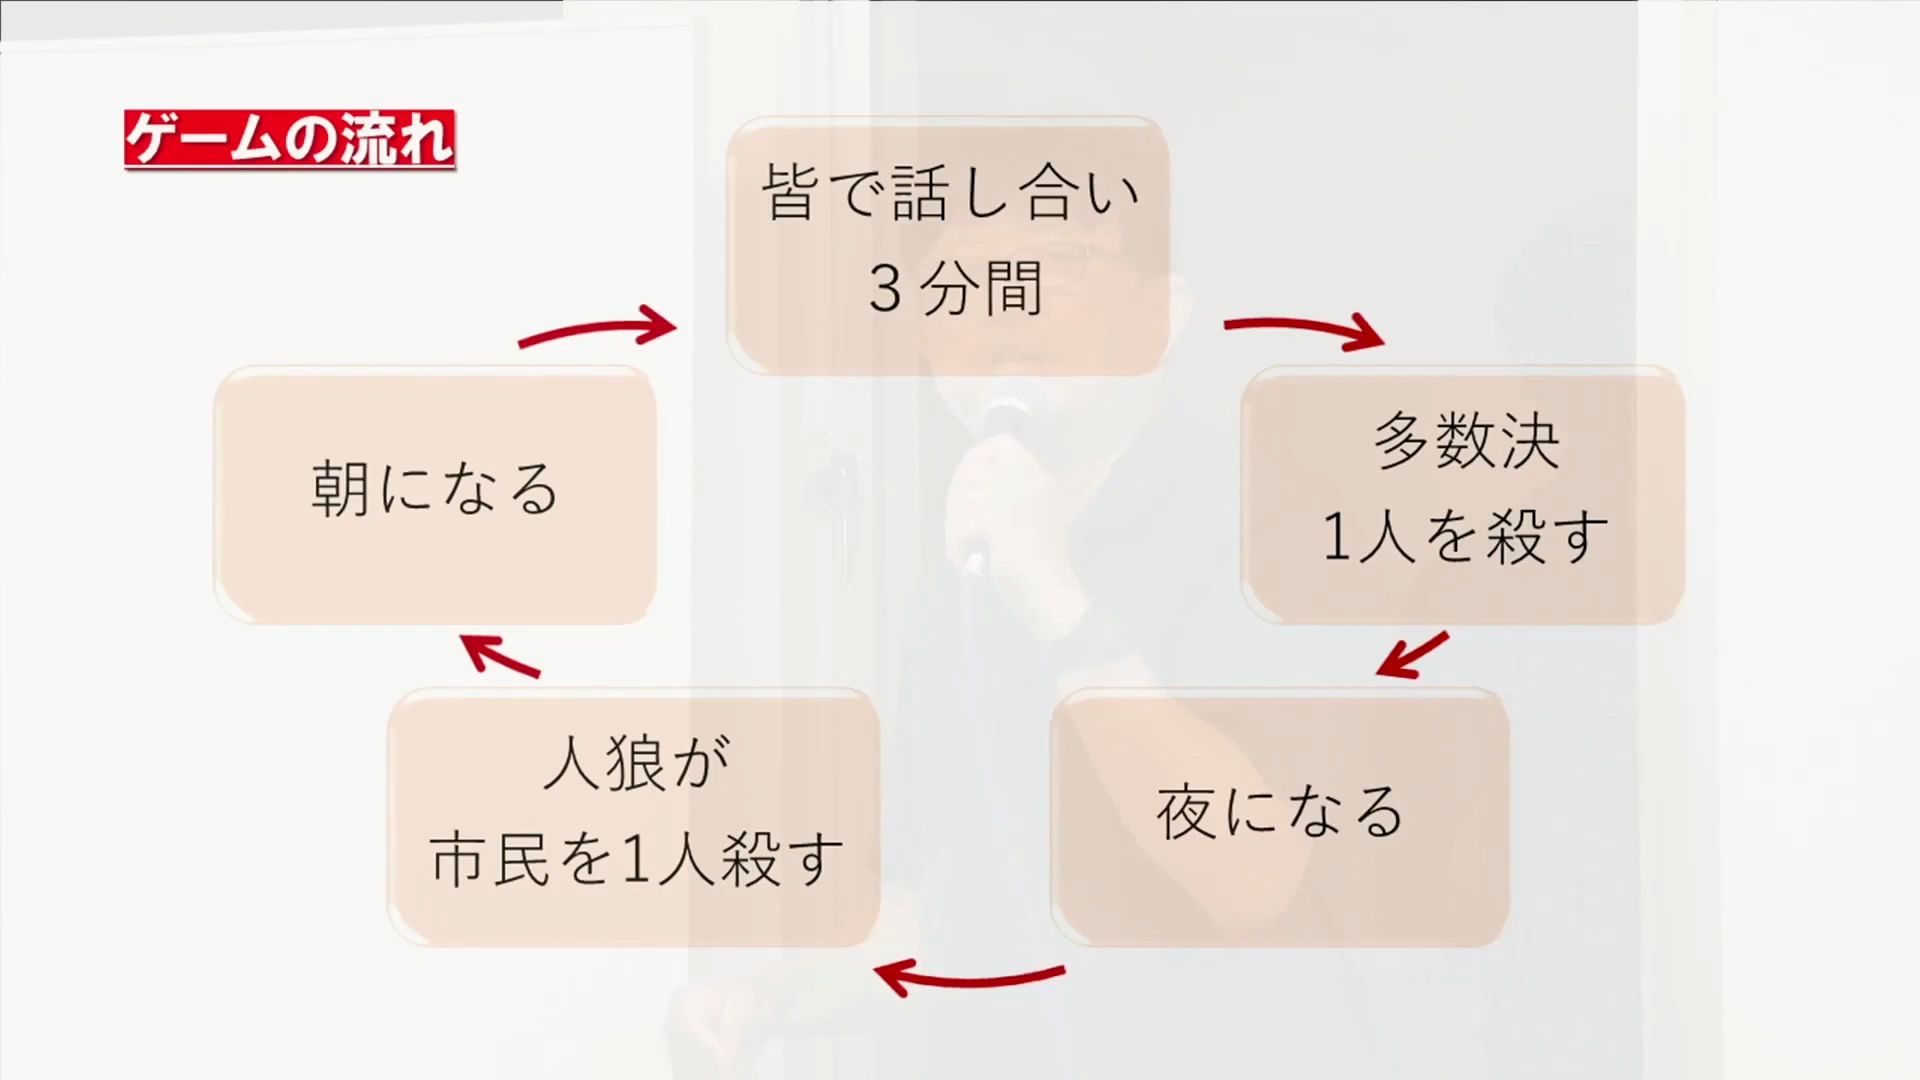 ゲームの流れ
皆で話し合い
3分間
多数決
1人を殺す
夜になる
人狼が
市民を1人殺す
朝になる